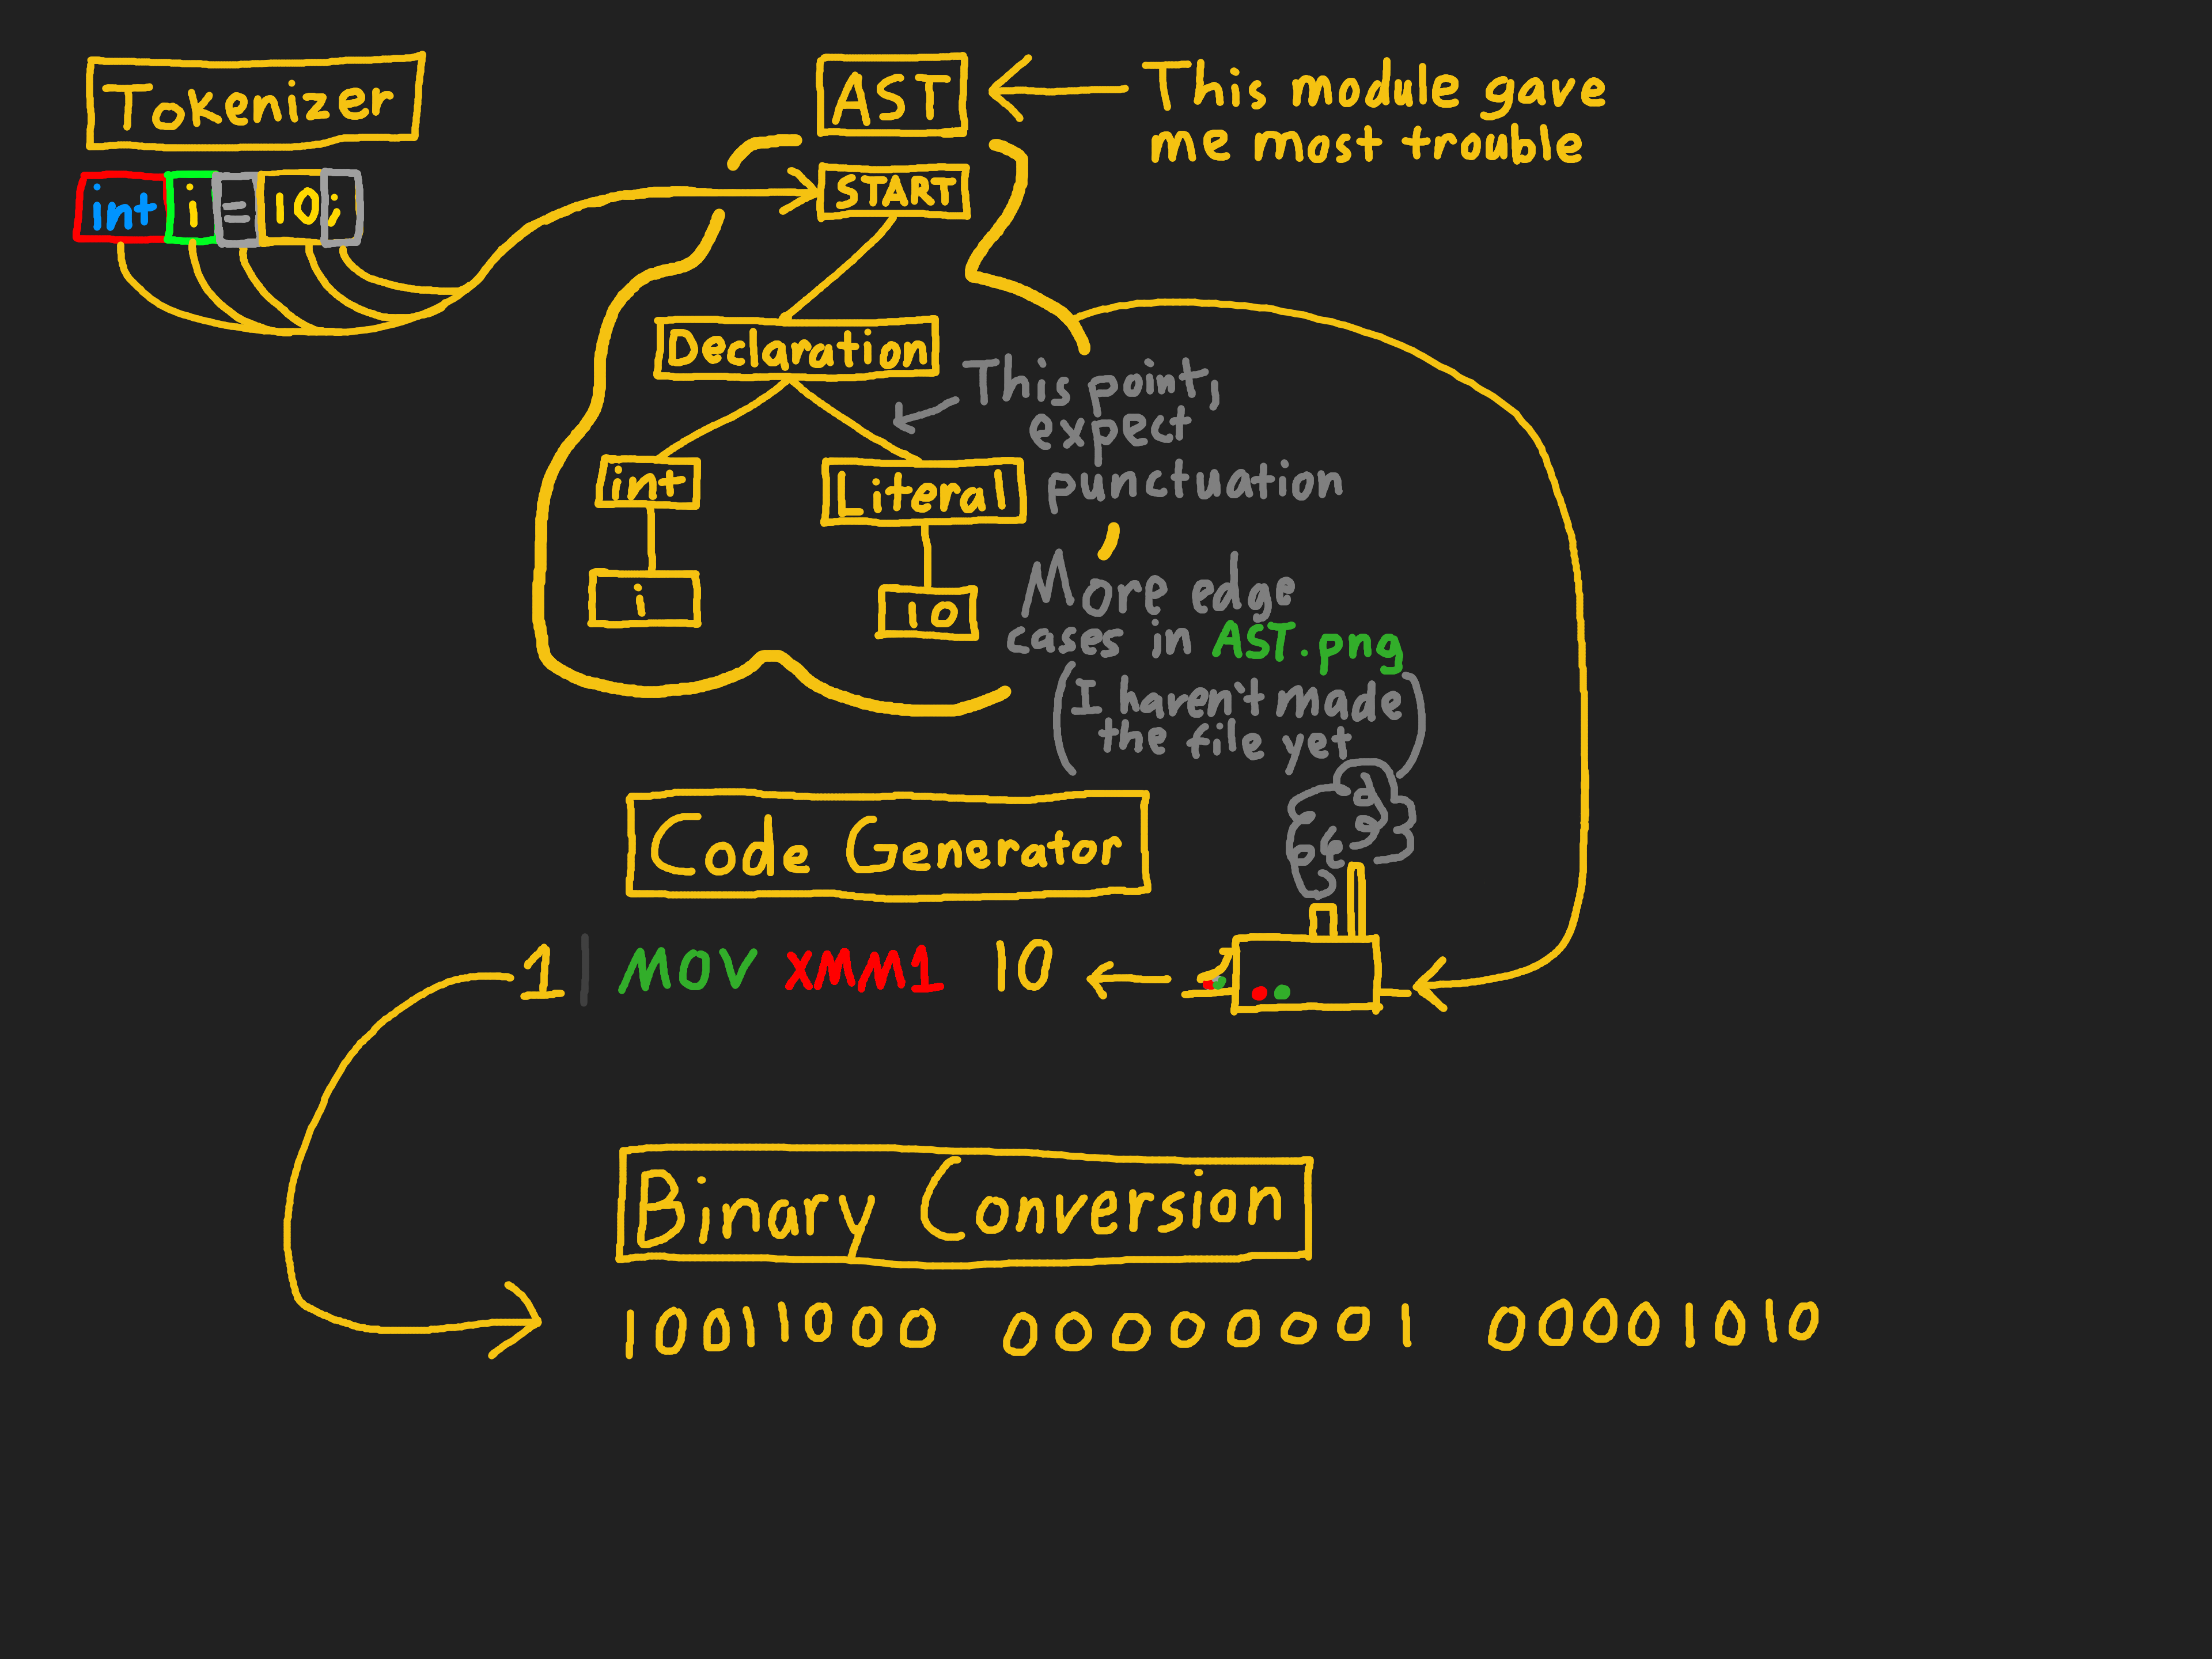 Tokenizer
int i = 10;
AST
This module gave
me most trouble
START
Declaration
This point,
expect
punctuation
int
Literal
i
10
More edge
cases in AST.png
(I haven't made
the file yet)
Code Generator
1| MOV XMM1 10
Binary Conversion
10011000 00000001 00001010